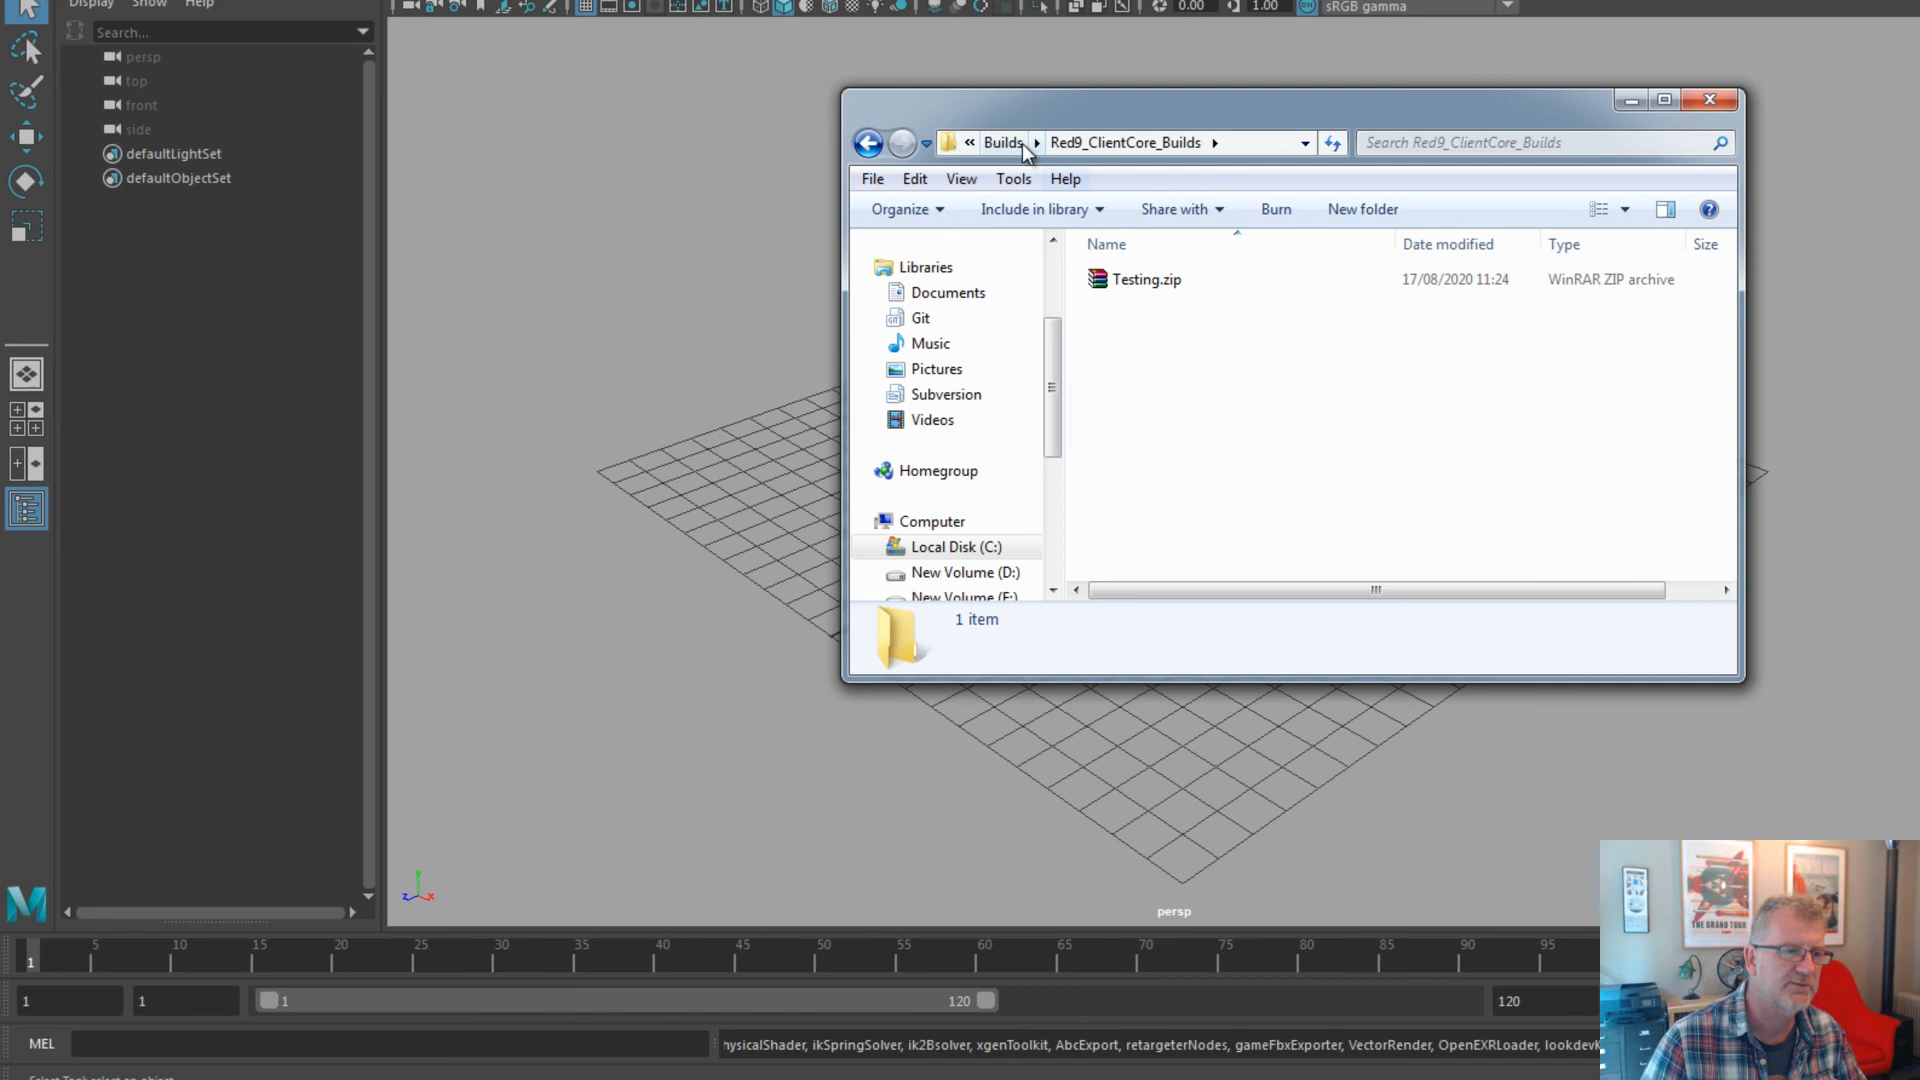 Display Show Help
0.00 1.00 sRGB gamma
Search...
persp
top
front
side
defaultLightSet
defaultObjectSet
« Builds Red9_ClientCore_Builds
Search Red9_ClientCore_Builds
File Edit View Tools Help
Organize Include in library Share with Burn New folder
Name Date modified Type Size
Testing.zip 17/08/2020 11:24 WinRAR ZIP archive
Libraries
Documents
Git
Music
Pictures
Subversion
Videos
Homegroup
Computer
Local Disk (C:)
New Volume (D:)
1 item
persp
THE GRAND TOUR
1 5 10 15 20 25 30 35 40 45 50 55 60 65 70 75 80 85 90 95
1 1 1 120 120
MEL
hysicalShader, ikSpringSolver, ik2Bsolver, xgenToolkit, AbcExport, retargeterNodes, gameFbxExporter, VectorRender, OpenEXRLoader, lookdevK